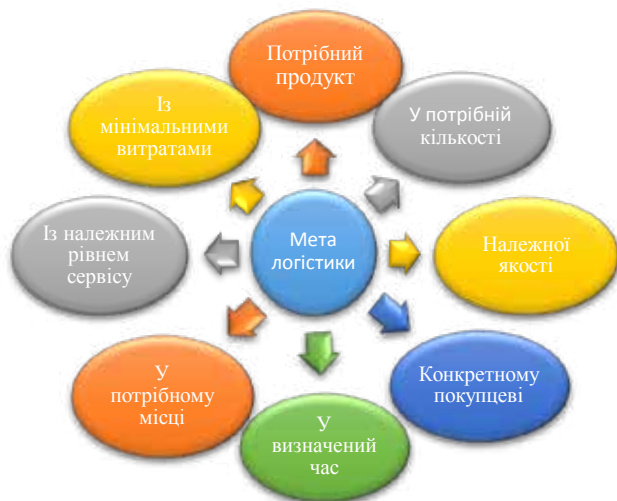 Потрібний
продукт
У потрібній
кількості
Належної
якості
Конкретному
покупцеві
У
визначений
час
У
потрібному
місці
Із належним
рівнем
сервісу
Із
мінімальними
витратами
Мета
логістики